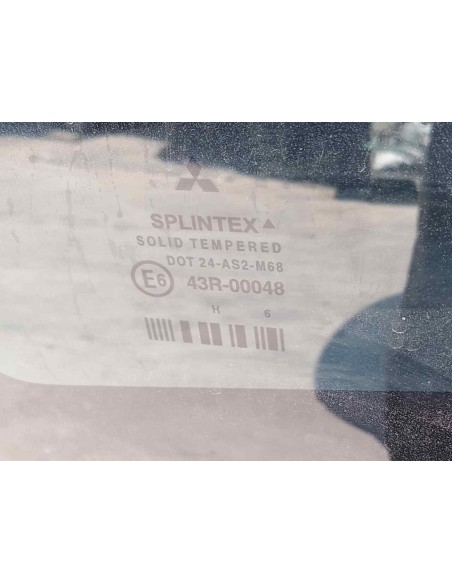 SPLINTEX
SOLID TEMPERED
DOT 24-AS2-M68
E6 43R-00048
H 6